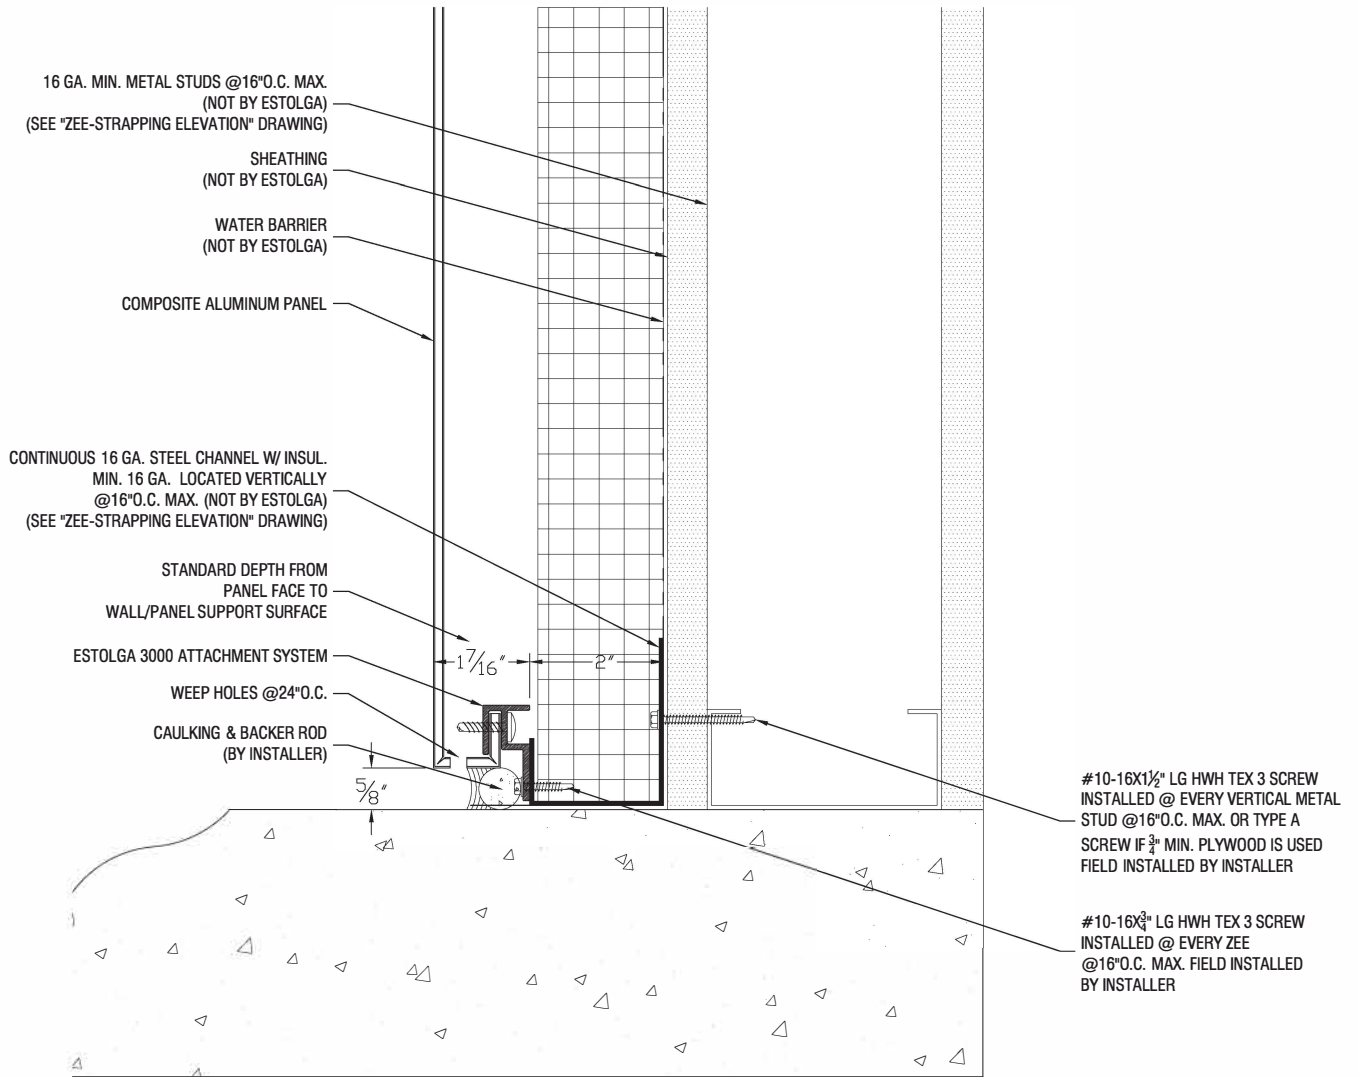 16 GA. MIN. METAL STUDS @16"O.C. MAX.
(NOT BY ESTOLGA)
(SEE "ZEE-STRAPPING ELEVATION" DRAWING)
SHEATHING
(NOT BY ESTOLGA)
WATER BARRIER
(NOT BY ESTOLGA)
COMPOSITE ALUMINUM PANEL
CONTINUOUS 16 GA. STEEL CHANNEL W/ INSUL.
MIN. 16 GA. LOCATED VERTICALLY
@16"O.C. MAX. (NOT BY ESTOLGA)
(SEE "ZEE-STRAPPING ELEVATION" DRAWING)
STANDARD DEPTH FROM
PANEL FACE TO
WALL/PANEL SUPPORT SURFACE
1 7/16"
2"
ESTOLGA 3000 ATTACHMENT SYSTEM
WEEP HOLES @24"O.C.
CAULKING & BACKER ROD
(BY INSTALLER)
5/8"
#10-16X1½" LG HWH TEX 3 SCREW
INSTALLED @ EVERY VERTICAL METAL
STUD @16"O.C. MAX. OR TYPE A
SCREW IF ¾" MIN. PLYWOOD IS USED
FIELD INSTALLED BY INSTALLER
#10-16X¾" LG HWH TEX 3 SCREW
INSTALLED @ EVERY ZEE
@16"O.C. MAX. FIELD INSTALLED
BY INSTALLER